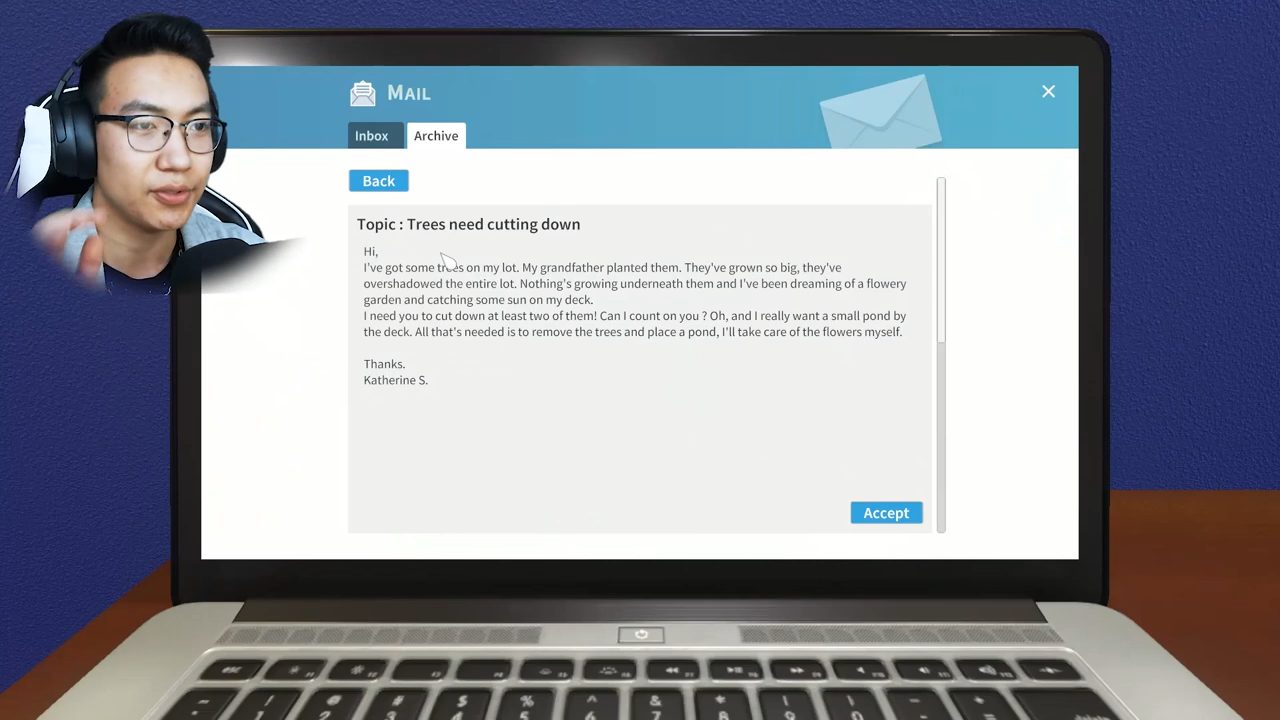 MAIL
Inbox
Archive
Back
Topic : Trees need cutting down
Hi,
I've got some trees on my lot. My grandfather planted them. They've grown so big, they've
overshadowed the entire lot. Nothing's growing underneath them and I've been dreaming of a flowery
garden and catching some sun on my deck.
I need you to cut down at least two of them! Can I count on you ? Oh, and I really want a small pond by
the deck. All that's needed is to remove the trees and place a pond, I'll take care of the flowers myself.
Thanks.
Katherine S.
Accept